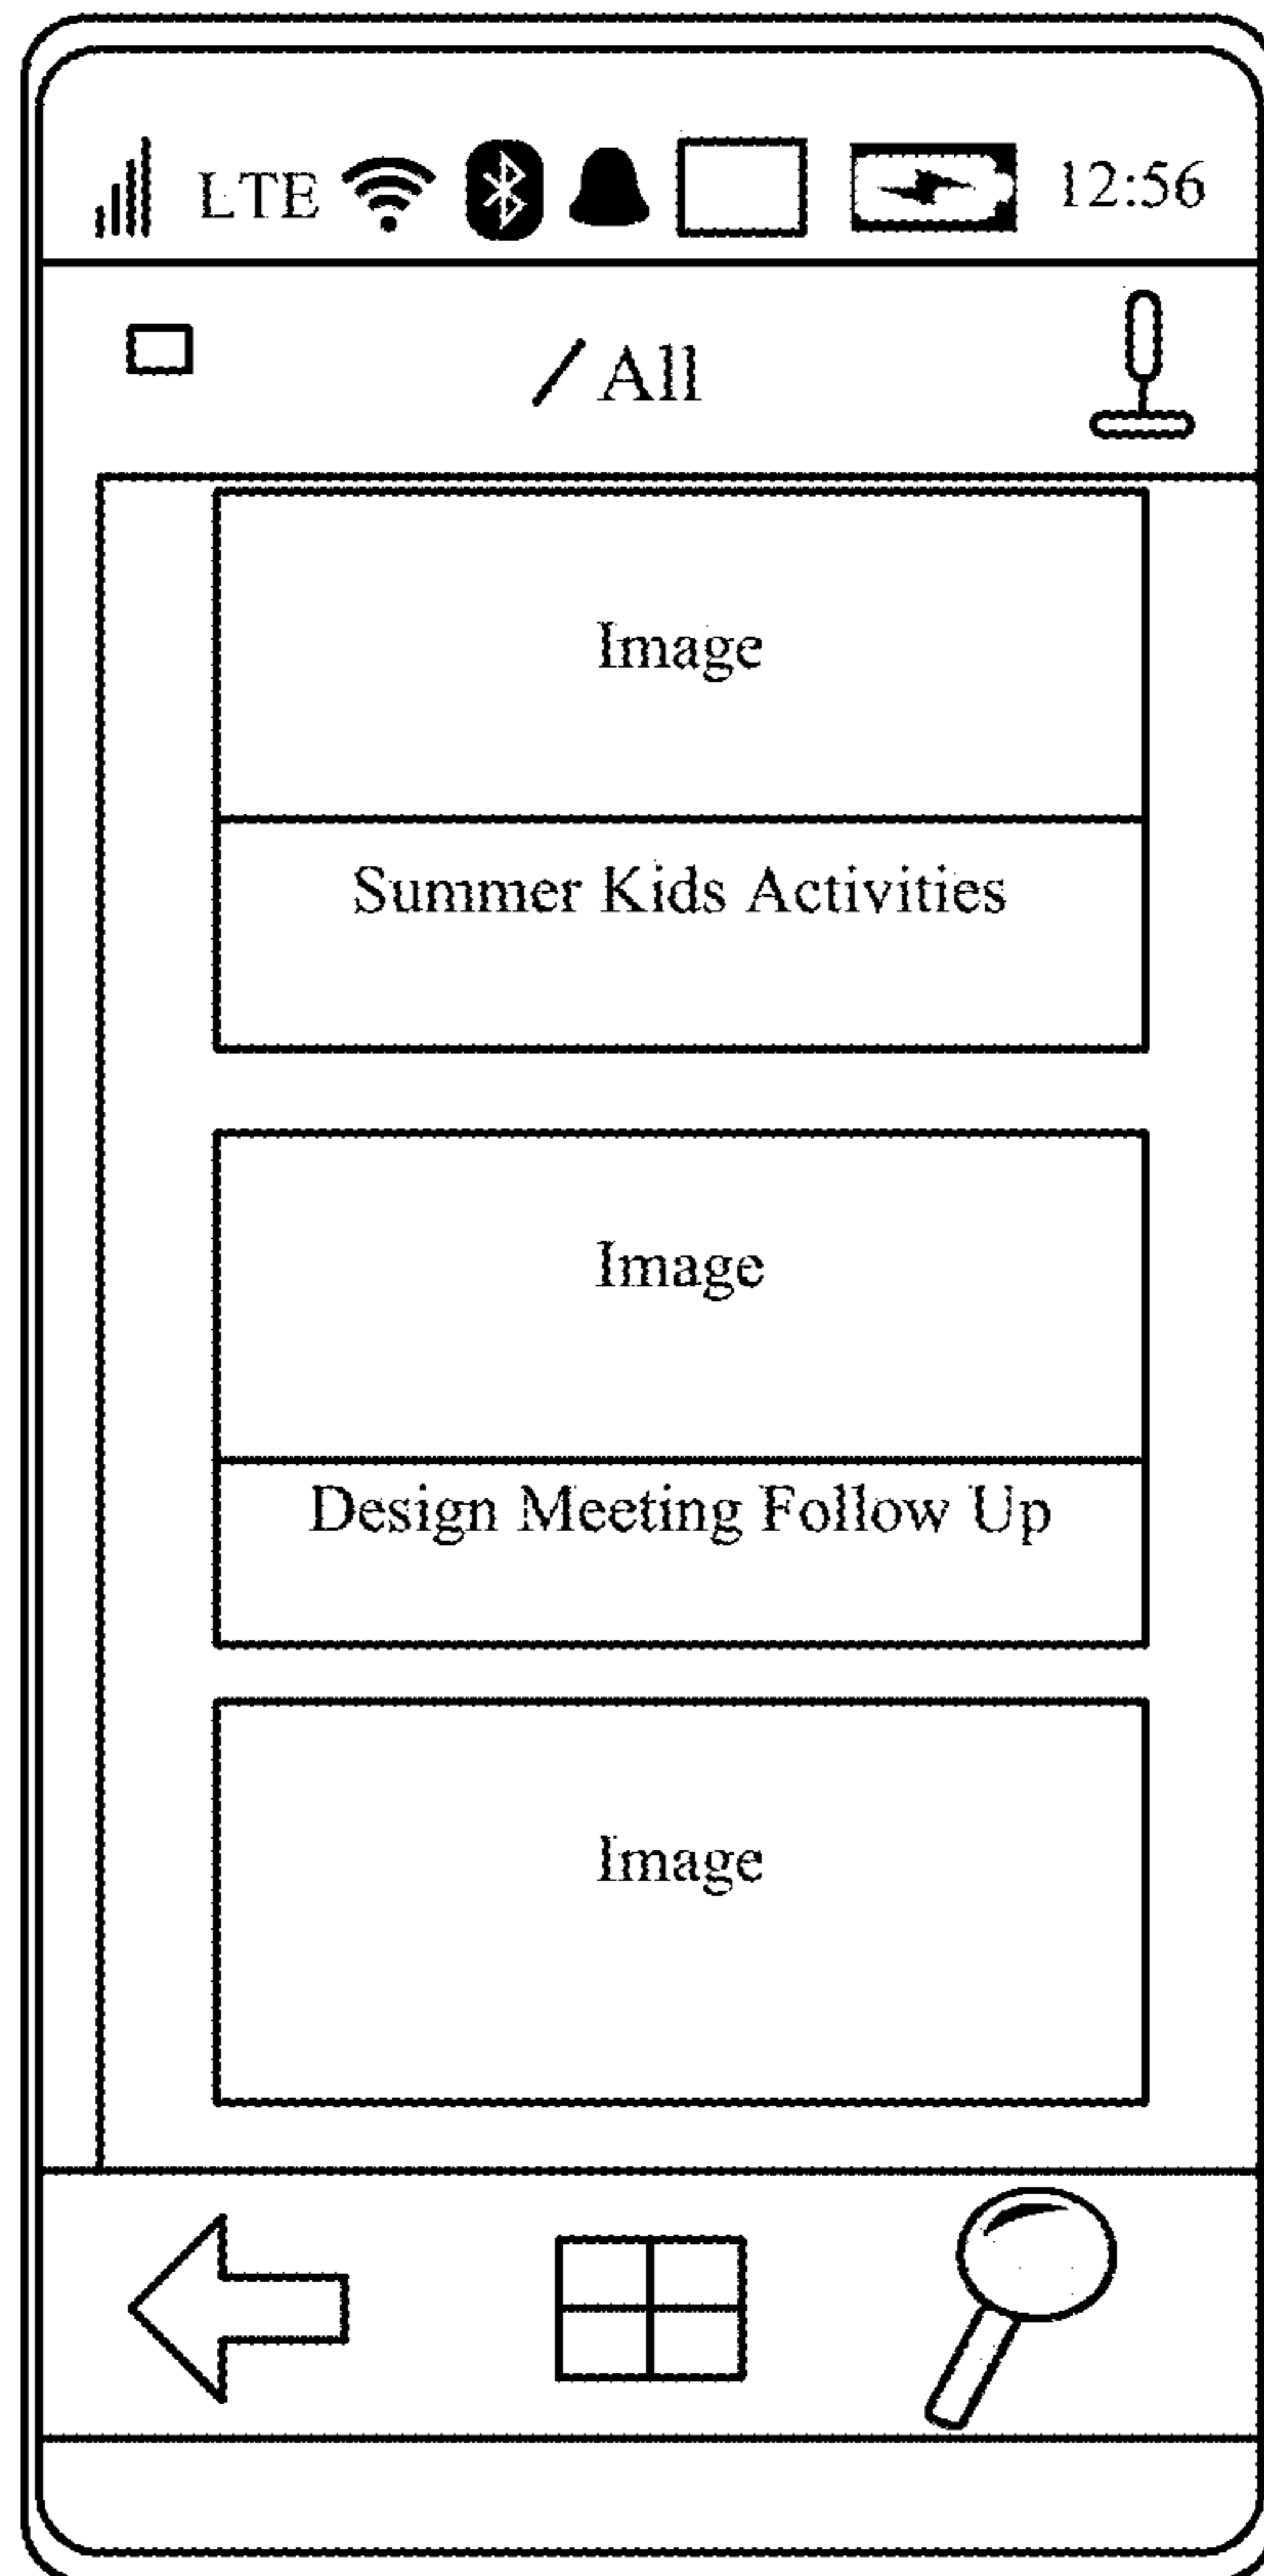 LTE 12:56
/ All
Image
Summer Kids Activities
Image
Design Meeting Follow Up
Image